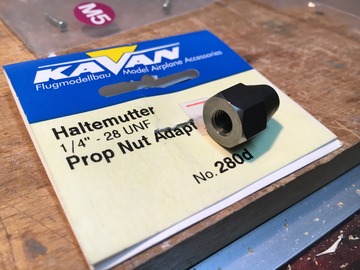 M5
KAVAN
Flugmodellbau Model Airplane Accessories
Haltemutter
1/4" - 28 UNF
Prop Nut Adapt
No. 280d